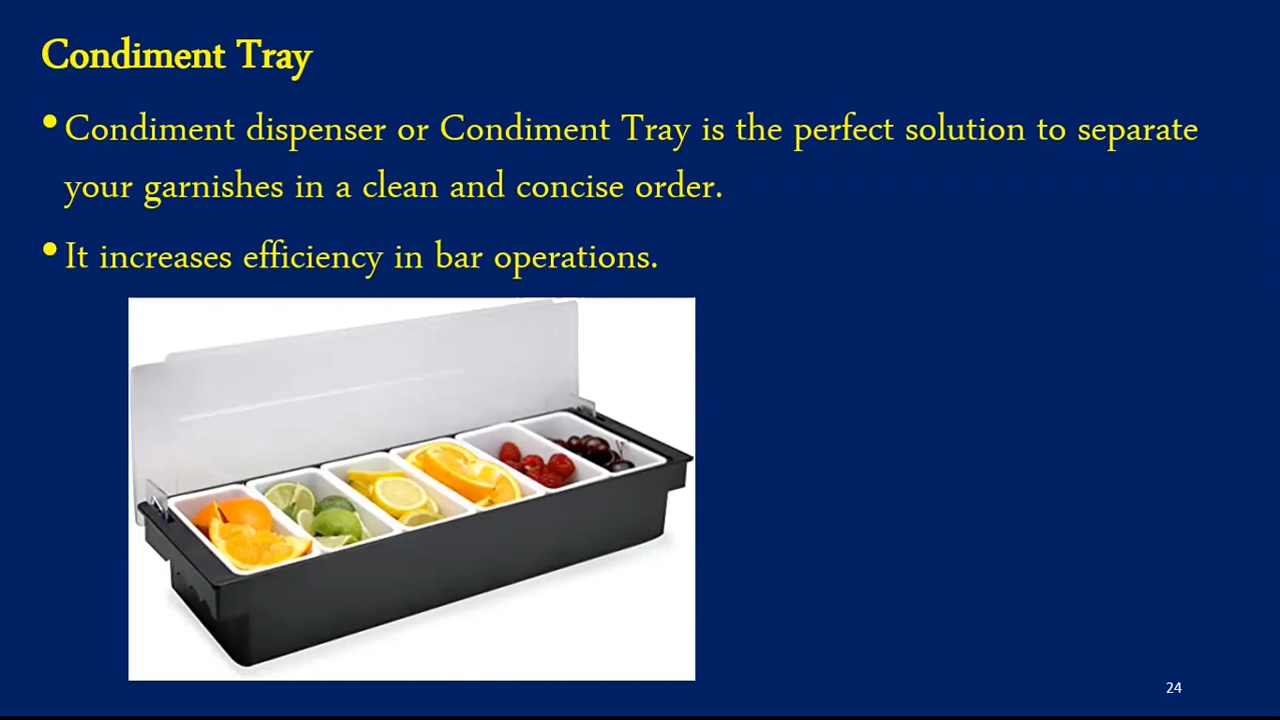 Condiment Tray
•Condiment dispenser or Condiment Tray is the perfect solution to separate
your garnishes in a clean and concise order.
•It increases efficiency in bar operations.
24